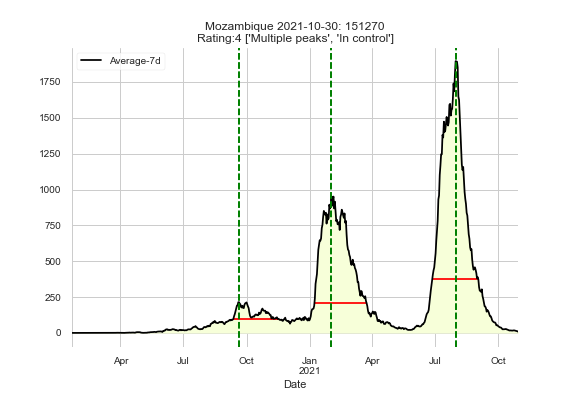 Mozambique 2021-10-30: 151270
Rating:4 ['Multiple peaks', 'In control']
Average-7d
1750
1500
1250
1000
750
500
250
0
Apr
Jul
Oct
Jan
2021
Apr
Jul
Oct
Date